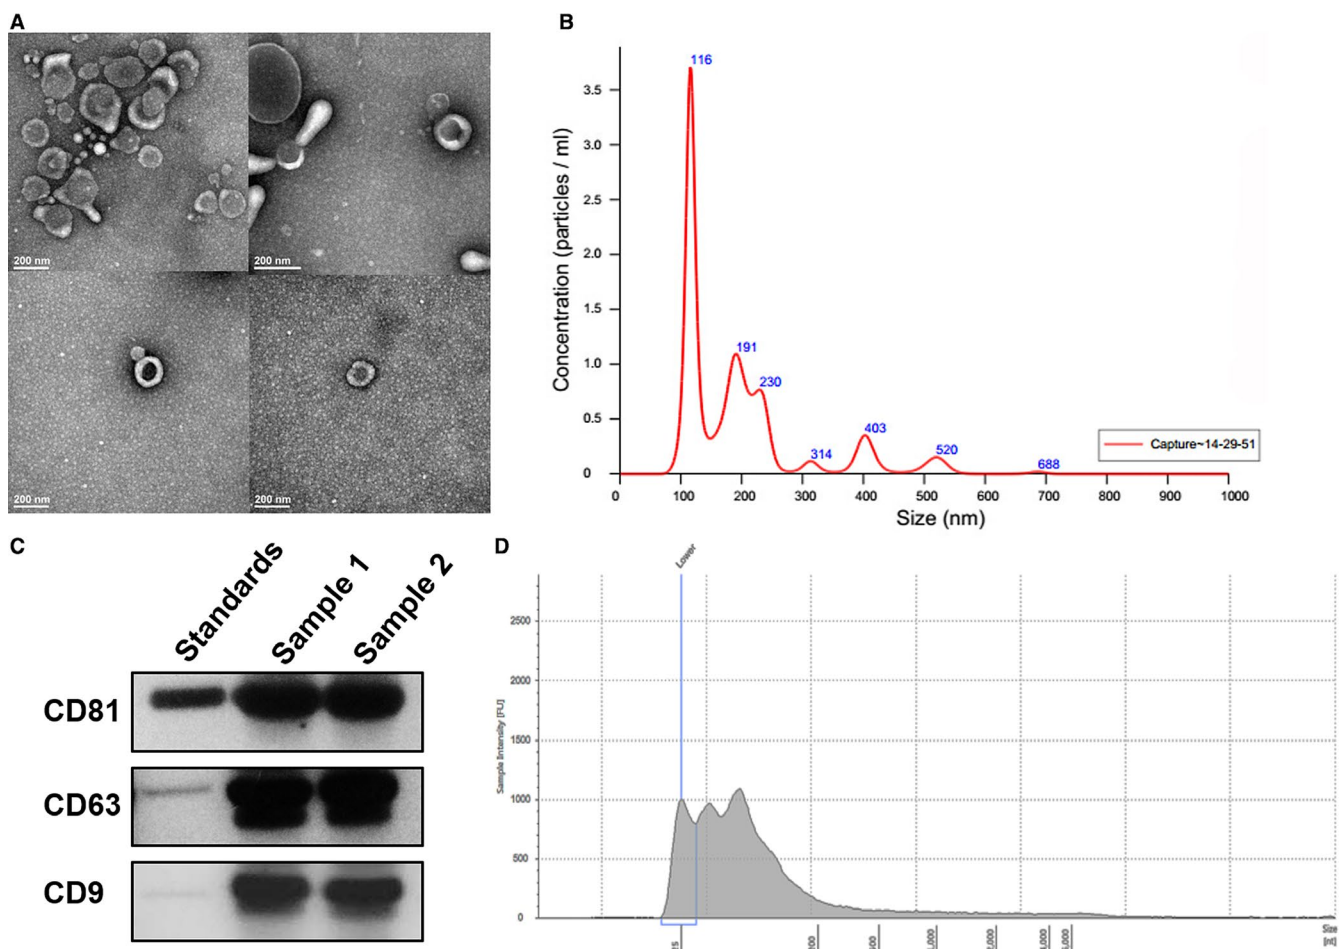 A
200 nm
200 nm
200 nm
200 nm
B
Concentration (particles / ml)
3.5
3.0
2.5
2.0
1.5
1.0
0.5
0
116
191
230
314
403
520
688
Capture~14-29-51
0 100 200 300 400 500 600 700 800 900 1000
Size (nm)
C
Standards
Sample 1
Sample 2
CD81
CD63
CD9
D
Lower
Sample Intensity [FU]
2500
2000
1500
1000
500
0
25